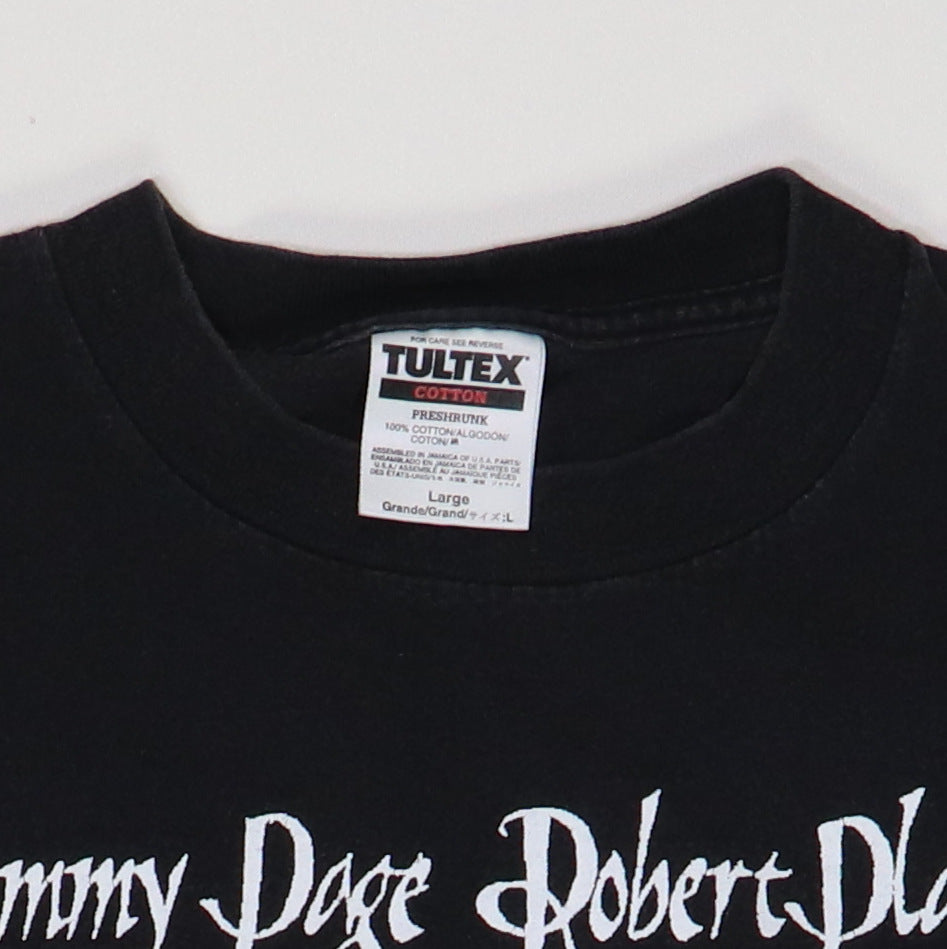 FOR CARE SEE REVERSE
TULTEX
COTTON
PRESHRUNK
100% COTTON/ALGODÓN/
COTON/綿
ASSEMBLED IN JAMAICA OF U.S.A. PARTS/
ENSAMBLADO EN JAMAICA DE PARTES DE
U.S.A./ ASSEMBLÉ AU JAMAIQUE PIÈCES
DES ÉTATS-UNIS/
Large
Grande/Grand/サイズ:L
mmy Page Robert Pla